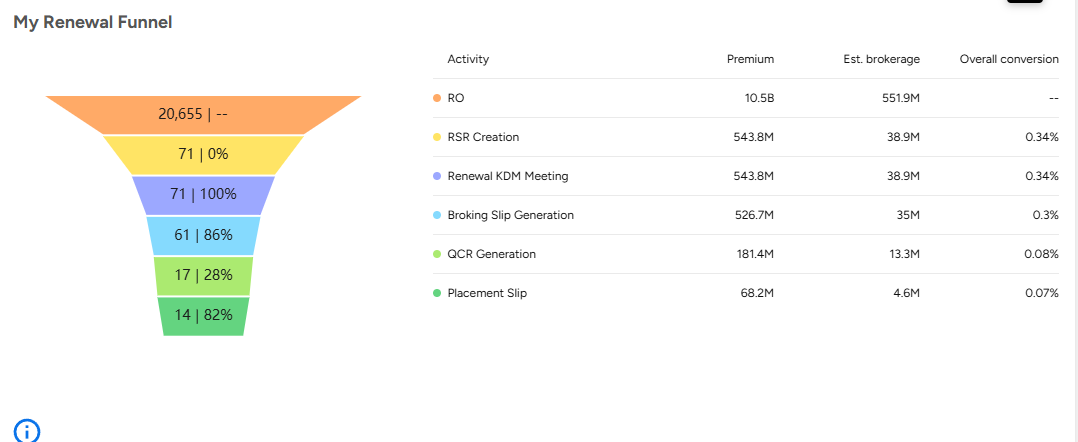 My Renewal Funnel
Activity Premium Est. brokerage Overall conversion
RO 10.5B 551.9M --
RSR Creation 543.8M 38.9M 0.34%
Renewal KDM Meeting 543.8M 38.9M 0.34%
Broking Slip Generation 526.7M 35M 0.3%
QCR Generation 181.4M 13.3M 0.08%
Placement Slip 68.2M 4.6M 0.07%
20,655 | --
71 | 0%
71 | 100%
61 | 86%
17 | 28%
14 | 82%